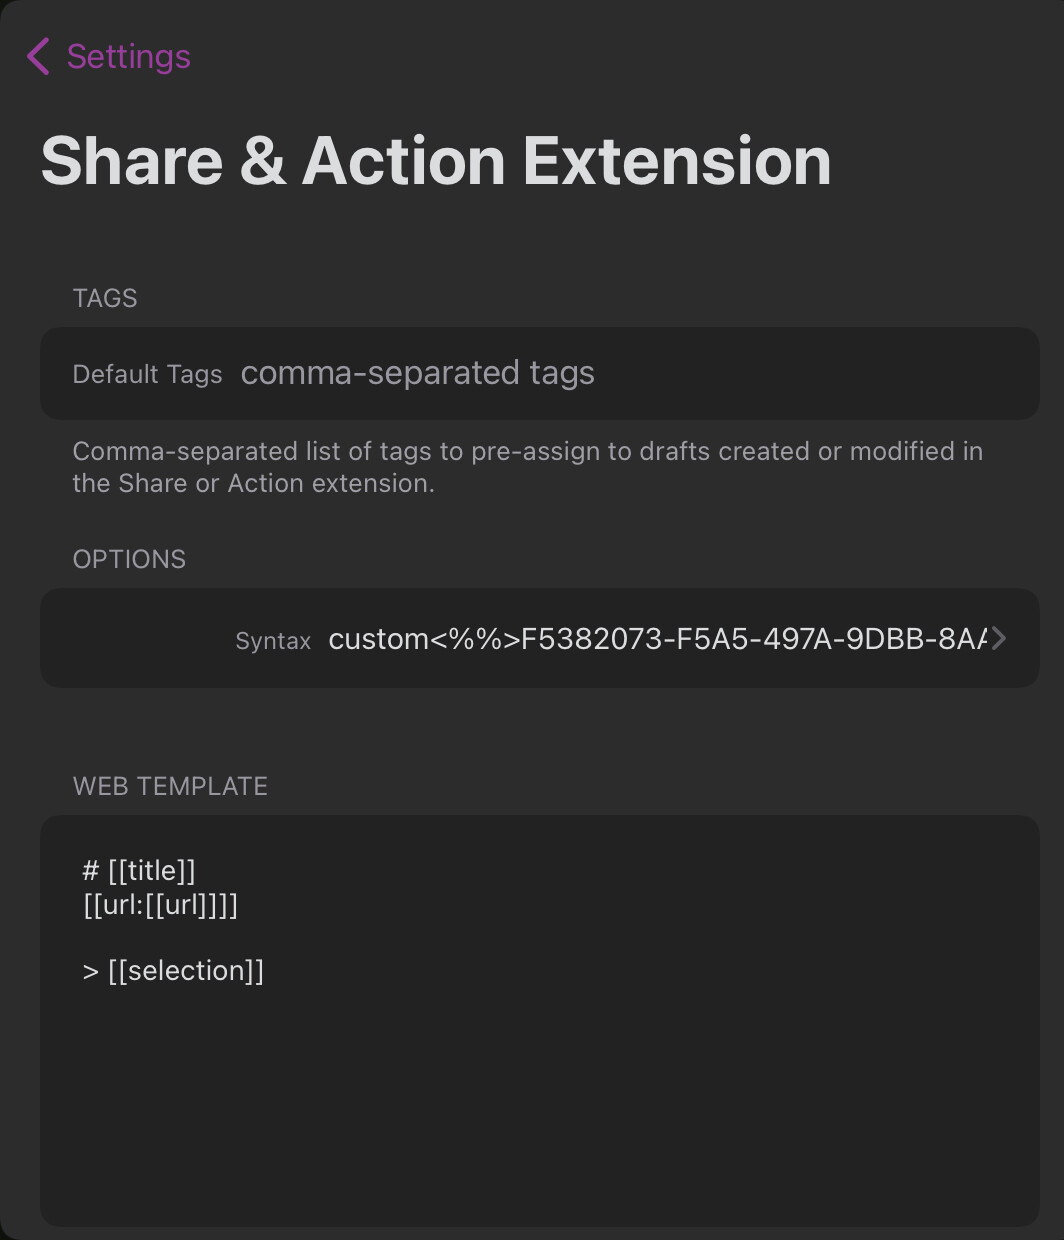 Settings
Share & Action Extension
TAGS
Default Tags comma-separated tags
Comma-separated list of tags to pre-assign to drafts created or modified in
the Share or Action extension.
OPTIONS
Syntax custom<%%>F5382073-F5A5-497A-9DBB-8AA
WEB TEMPLATE
# [[title]]
[[url:[[url]]]]
> [[selection]]